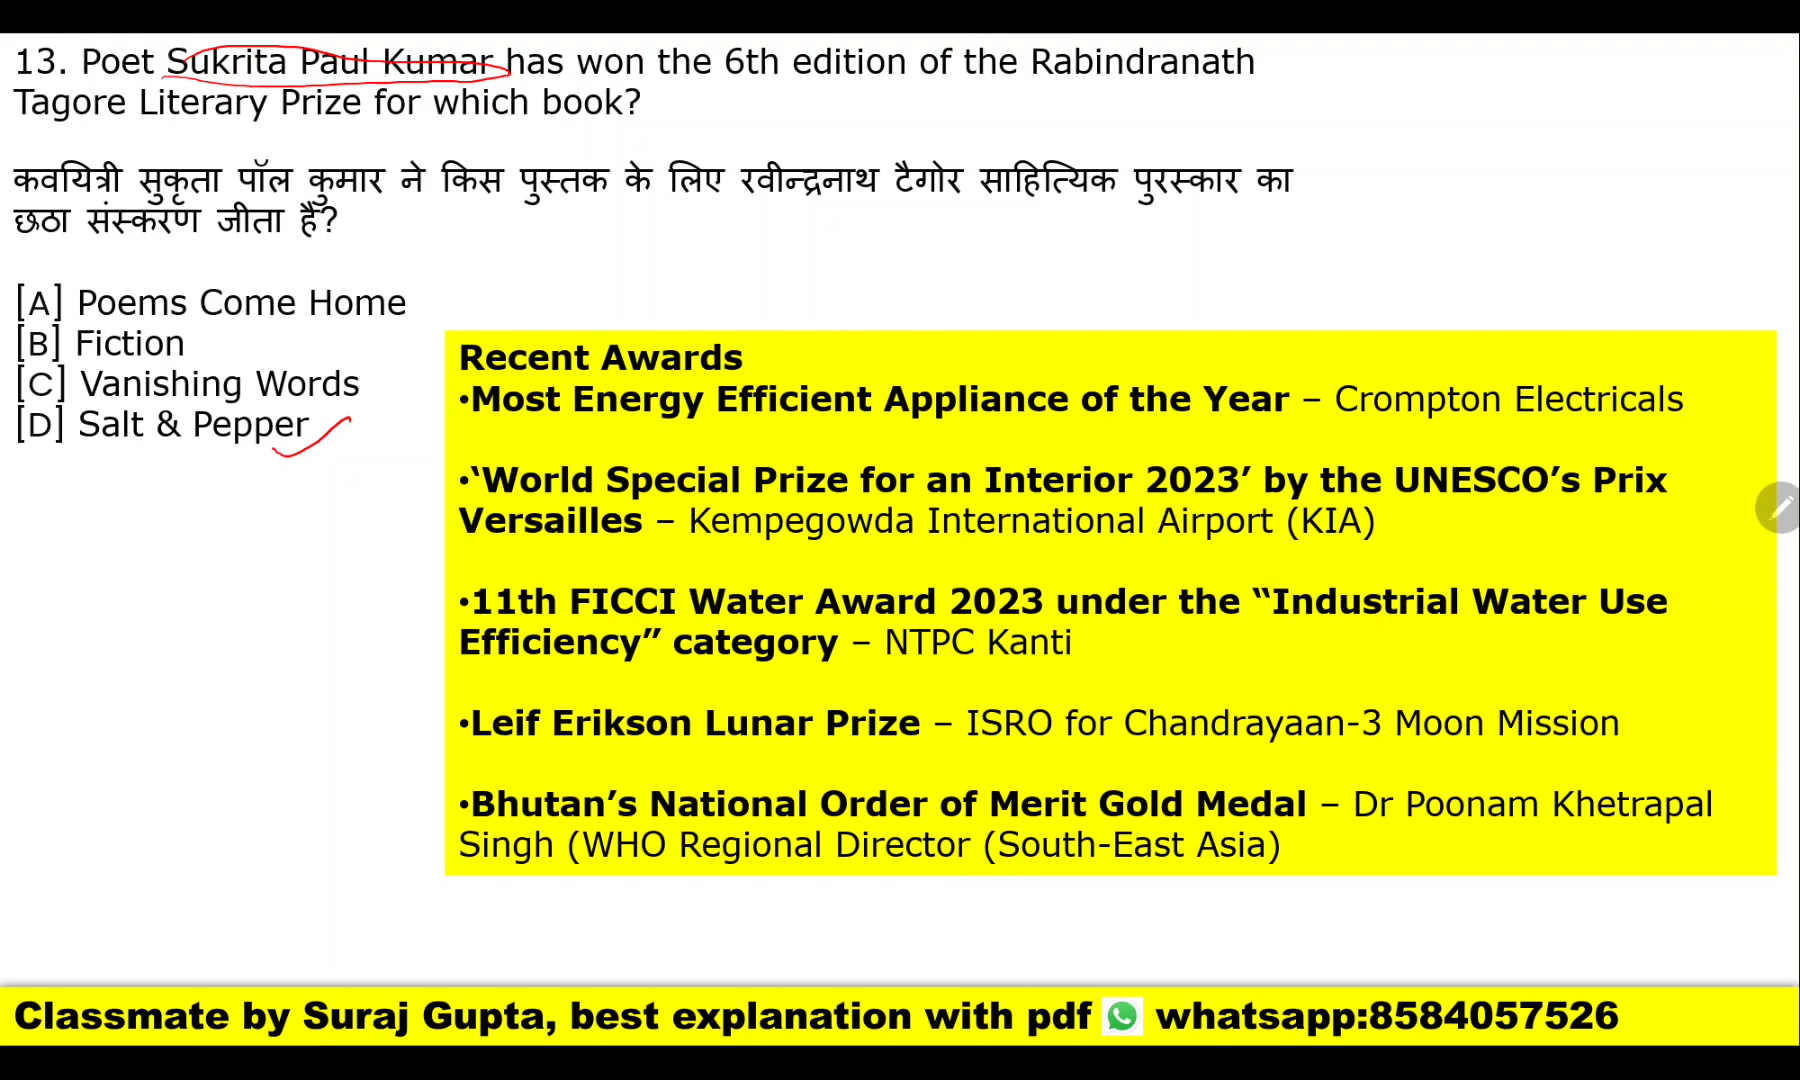 13. Poet Sukrita Paul Kumar has won the 6th edition of the Rabindranath
Tagore Literary Prize for which book?
कवयित्री सुकृता पॉल कुमार ने किस पुस्तक के लिए रवीन्द्रनाथ टैगोर साहित्यिक पुरस्कार का
छठा संस्करण जीता है?
[A] Poems Come Home
[B] Fiction
[C] Vanishing Words
[D] Salt & Pepper
Recent Awards
•Most Energy Efficient Appliance of the Year – Crompton Electricals
•‘World Special Prize for an Interior 2023’ by the UNESCO’s Prix
Versailles – Kempegowda International Airport (KIA)
•11th FICCI Water Award 2023 under the “Industrial Water Use
Efficiency” category – NTPC Kanti
•Leif Erikson Lunar Prize – ISRO for Chandrayaan-3 Moon Mission
•Bhutan’s National Order of Merit Gold Medal – Dr Poonam Khetrapal
Singh (WHO Regional Director (South-East Asia)
Classmate by Suraj Gupta, best explanation with pdf whatsapp:8584057526